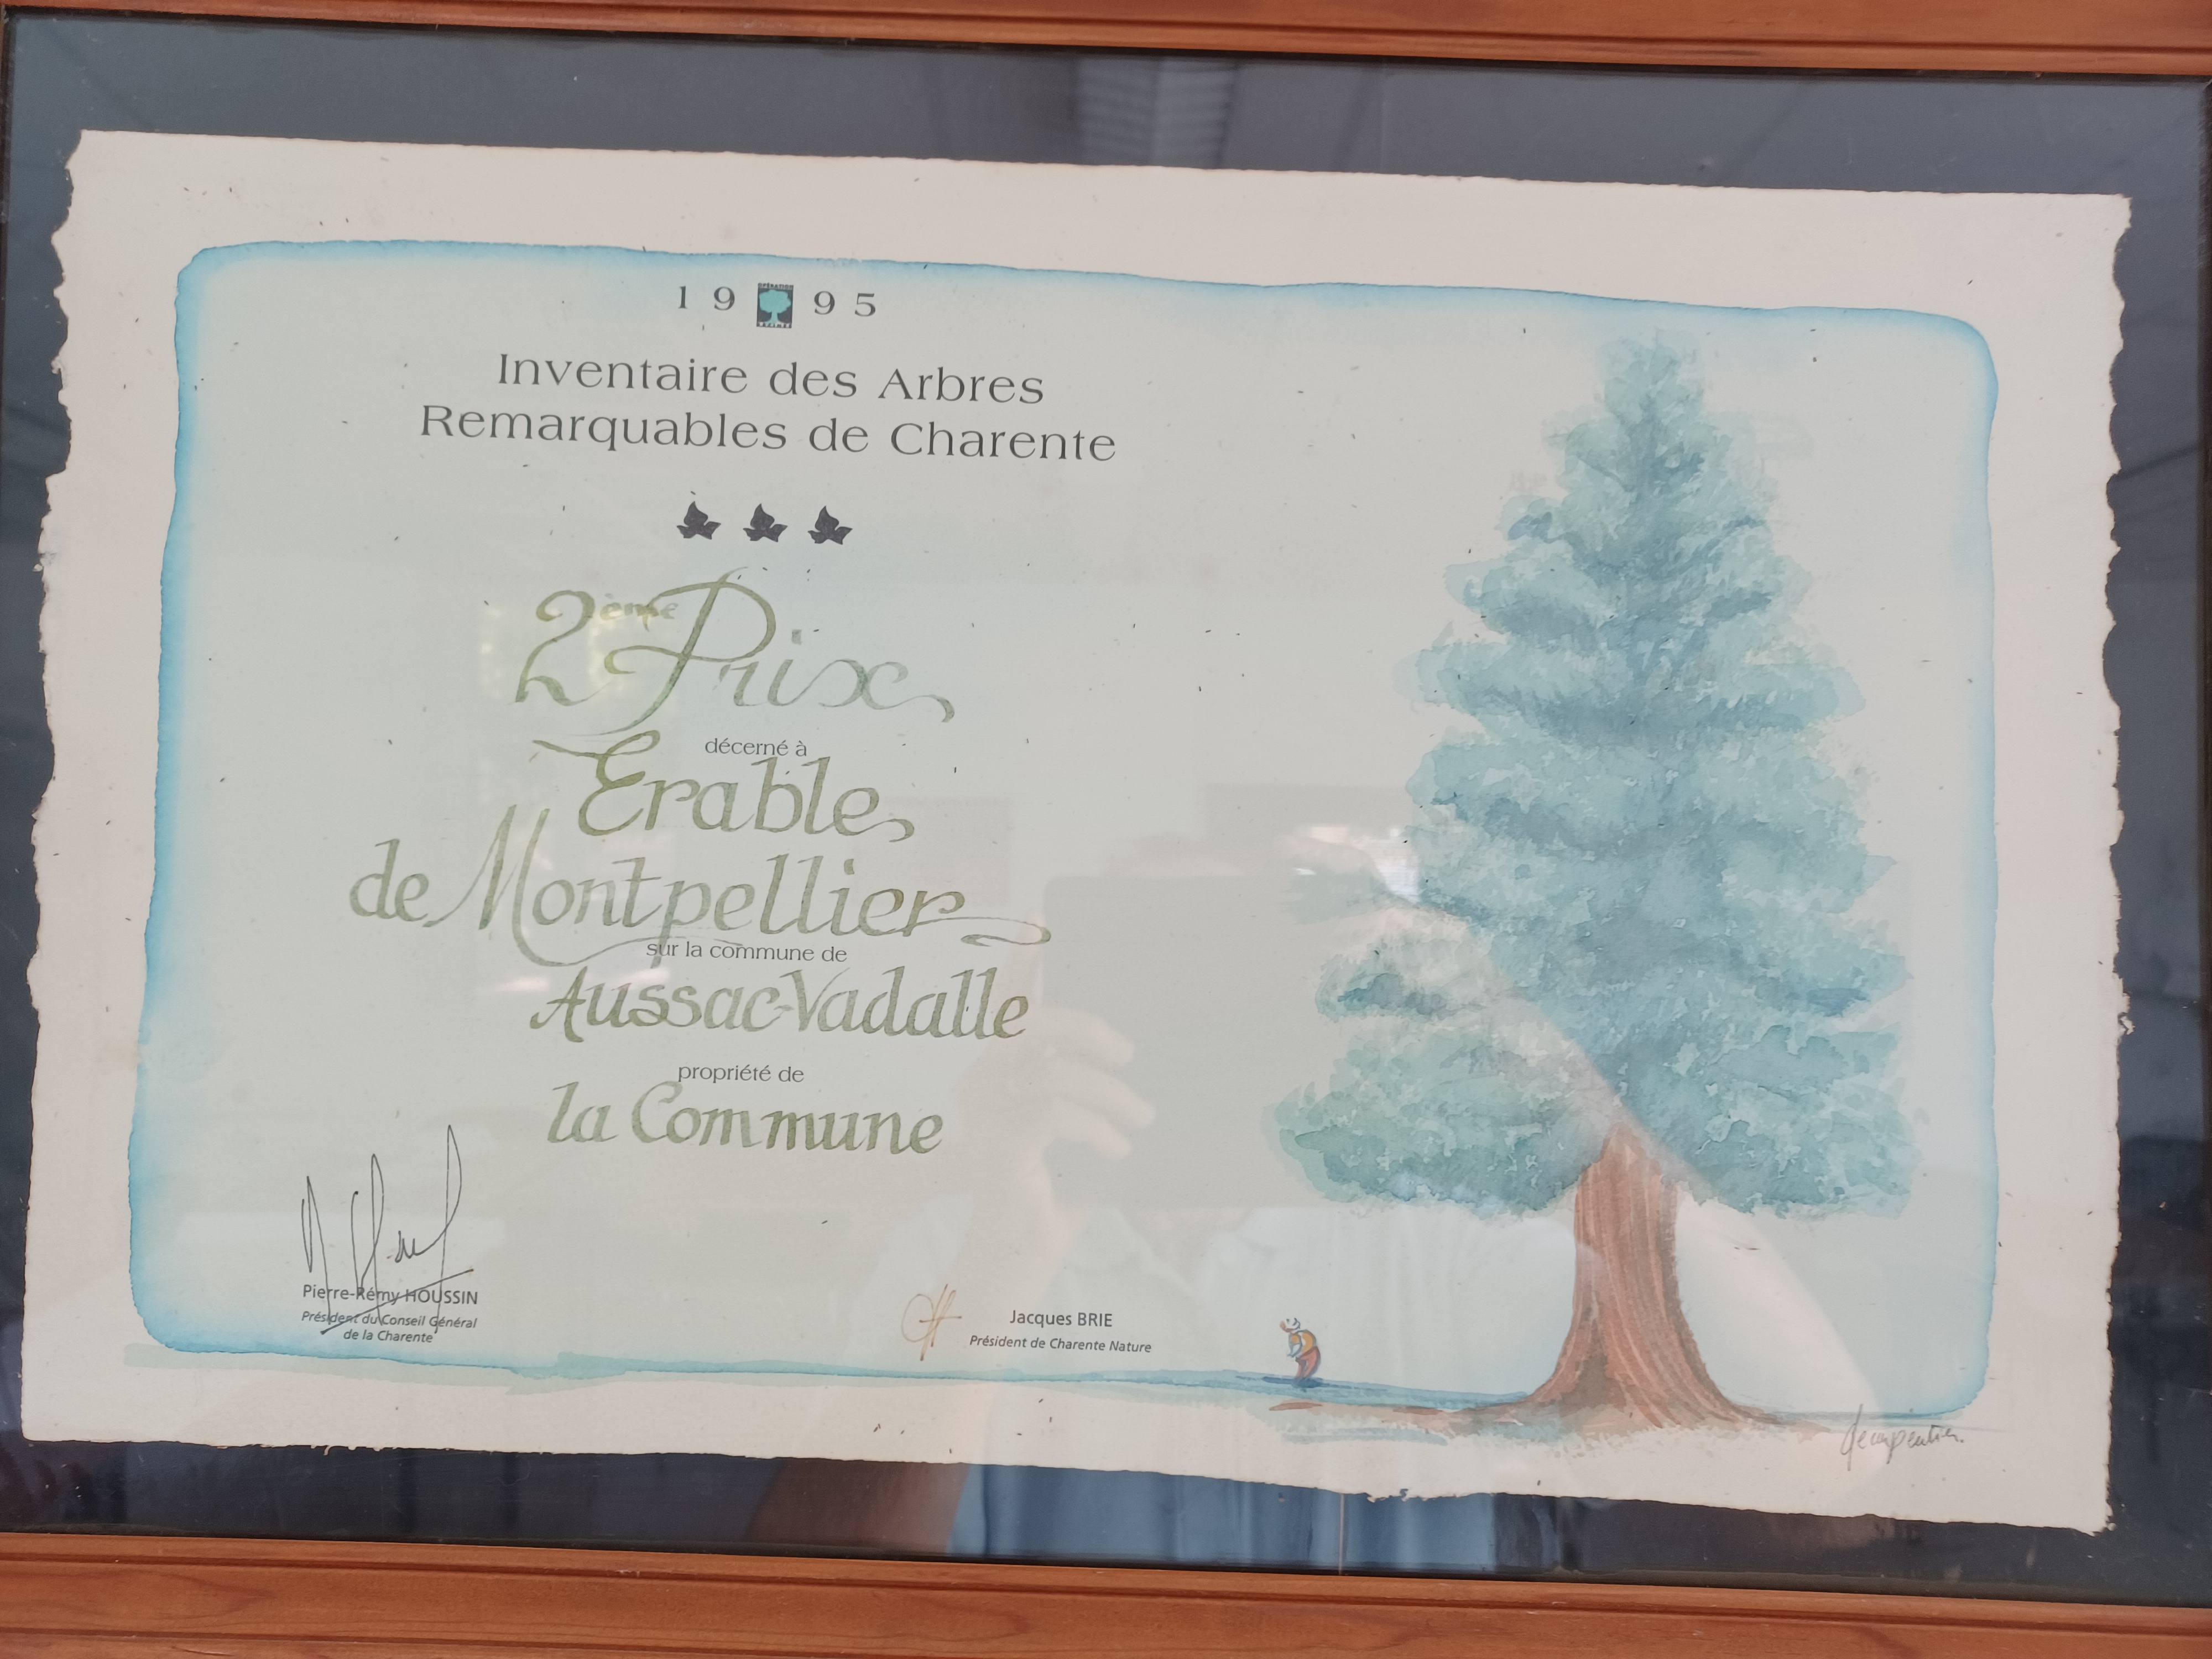 1995
Inventaire des Arbres
Remarquables de Charente
2ème Prix
décerné à
Erable
de Montpellier
sur la commune de
Aussac-Vadalle
propriété de
la Commune
Pierre-Rémy HOUSSIN
Président du Conseil Général
de la Charente
Jacques BRIE
Président de Charente Nature